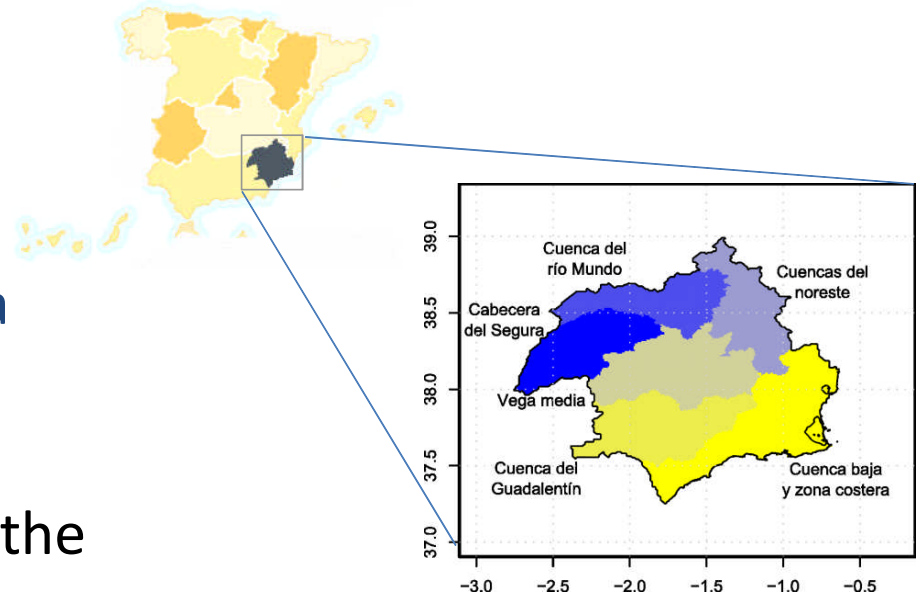 39.0
Cuenca del
río Mundo
Cuencas del
noreste
Cabecera
del Segura
38.5
38.0
Vega media
37.5
Cuenca del
Guadalentín
Cuenca baja
y zona costera
the
37.0
−3.0 −2.5 −2.0 −1.5 −1.0 −0.5